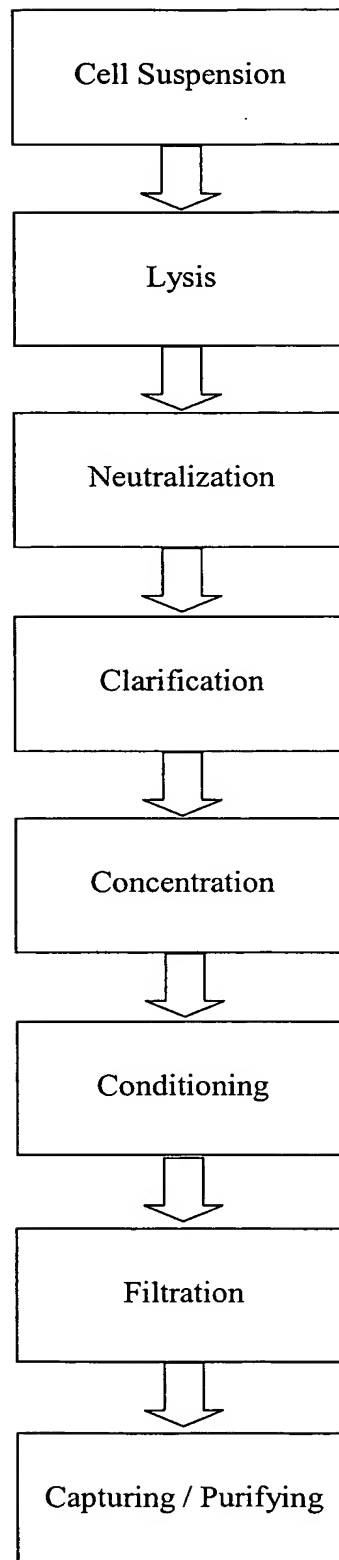 Cell Suspension
Lysis
Neutralization
Clarification
Concentration
Conditioning
Filtration
Capturing / Purifying